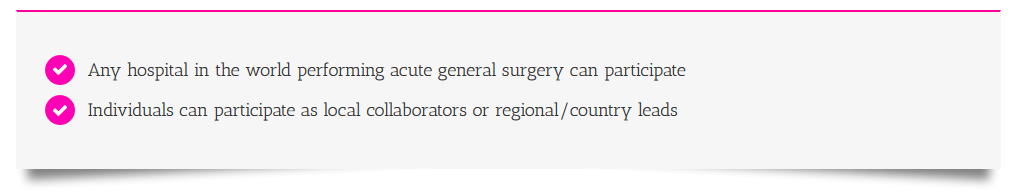 Any hospital in the world performing acute general surgery can participate
Individuals can participate as local collaborators or regional/country leads